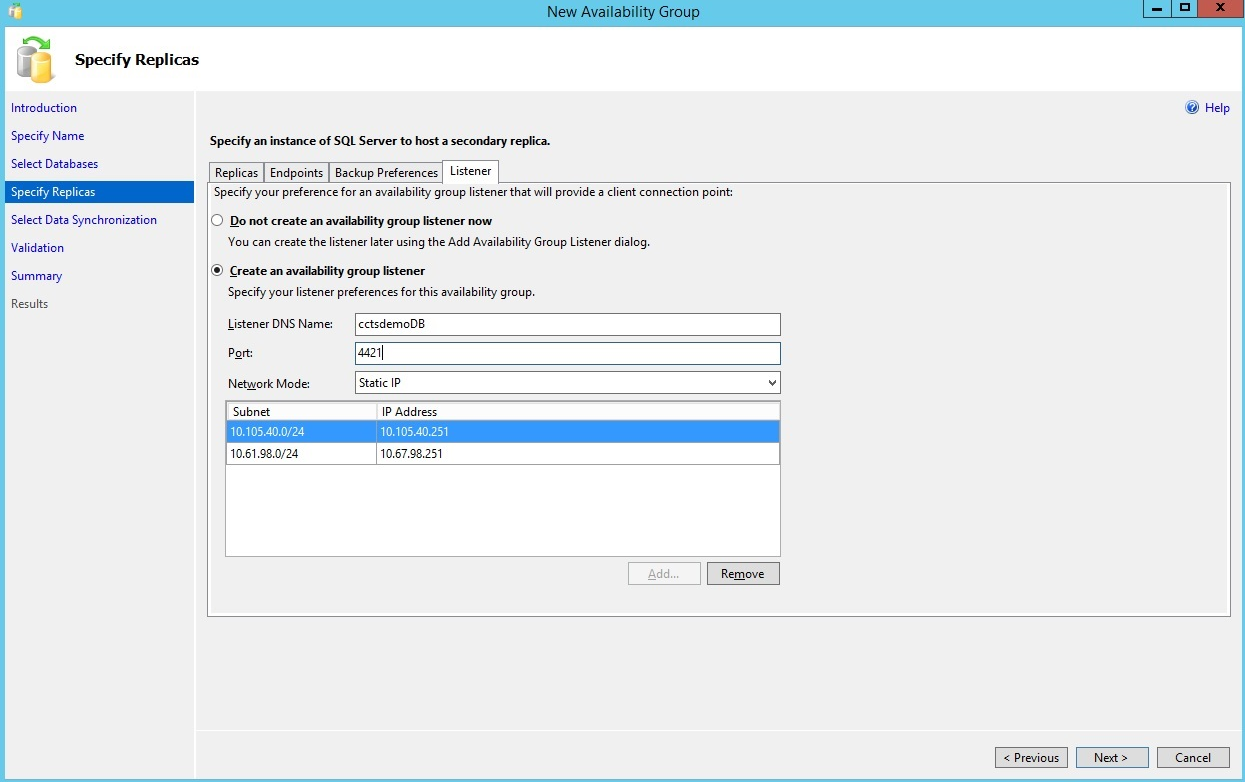 New Availability Group
Specify Replicas
Introduction
Specify Name
Select Databases
Specify Replicas
Select Data Synchronization
Validation
Summary
Results
Help
Specify an instance of SQL Server to host a secondary replica.
Replicas Endpoints Backup Preferences Listener
Specify your preference for an availability group listener that will provide a client connection point:
Do not create an availability group listener now
You can create the listener later using the Add Availability Group Listener dialog.
Create an availability group listener
Specify your listener preferences for this availability group.
Listener DNS Name: cctsdemoDB
Port: 4421
Network Mode: Static IP
Subnet IP Address
10.105.40.0/24 10.105.40.251
10.61.98.0/24 10.67.98.251
Add... Remove
< Previous Next > Cancel